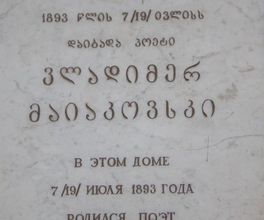 1893 წლის 7/19/ ივლისს
დაიბადა პოეტი
ვლადიმერ
მაიაკოვსკი
В ЭТОМ ДОМЕ
7/19/ ИЮЛЯ 1893 ГОДА
РОДИЛСЯ ПОЭТ